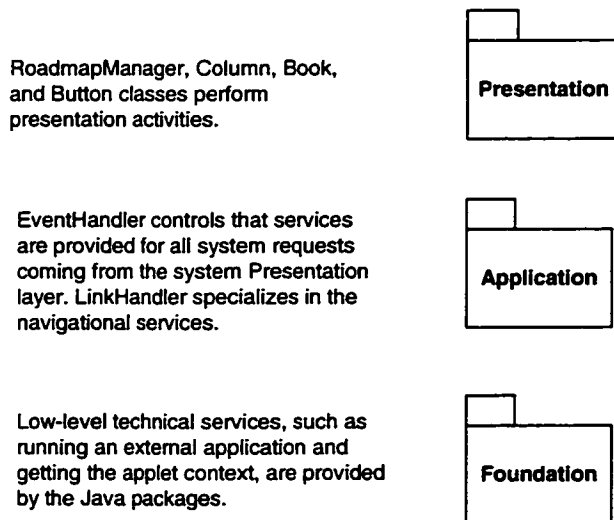 RoadmapManager, Column, Book,
and Button classes perform
presentation activities.
Presentation
EventHandler controls that services
are provided for all system requests
coming from the system Presentation
layer. LinkHandler specializes in the
navigational services.
Application
Low-level technical services, such as
running an external application and
getting the applet context, are provided
by the Java packages.
Foundation